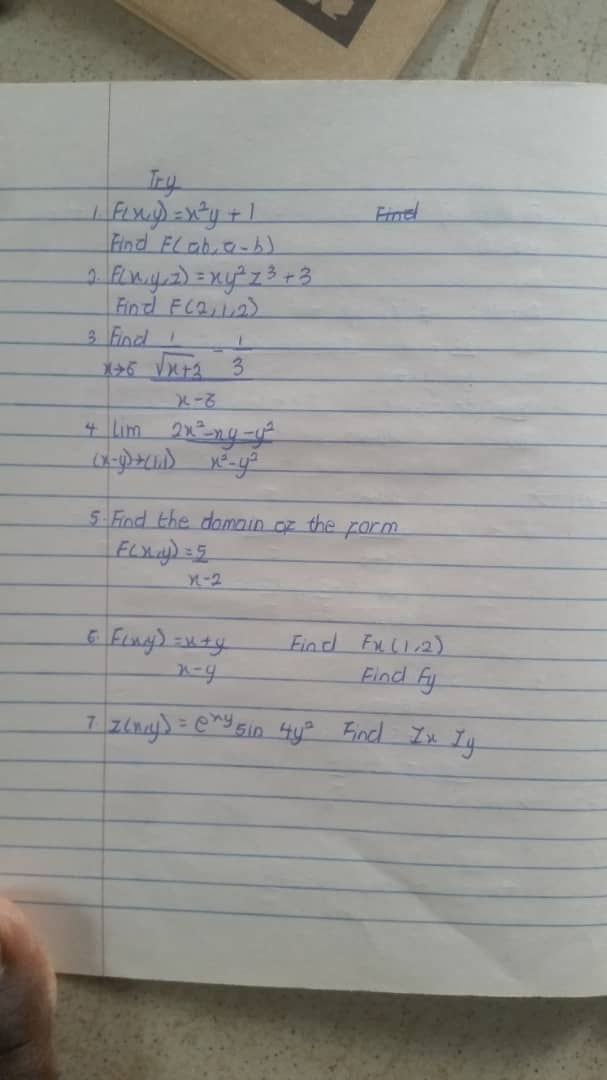 Try
1. F(x,y) = x²y + 1
Find F(ab, a-b)
2. F(x,y,z) = xy²z³ + 3
Find F(2,1,2)
3 Find 1/√x+3 - 1/3
x→6 x-6
4 Lim 2x²-xy-y²
(x-y)→(1,1) x²-y²
5. Find the domain of the form
F(x,y) = 5
x-2
6. F(x,y) = x+y Find Fx(1,2)
x-y Find Fy
7. z(x,y) = e^xy sin 4y² Find Zx Zy